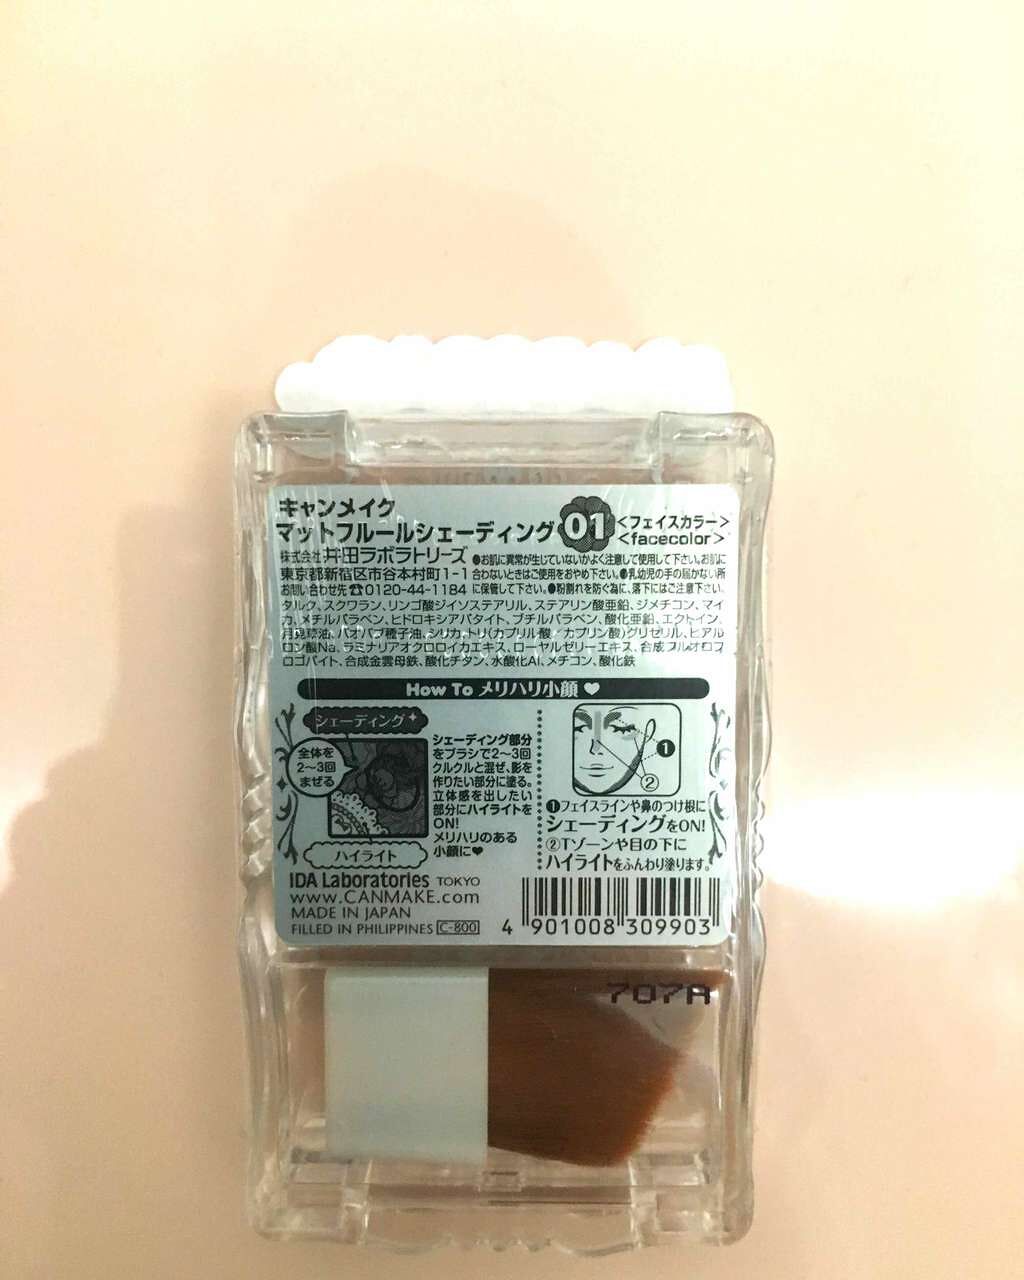 キャンメイク
マットフルールシェーディング 01 <フェイスカラー>
<facecolor>
株式会社 井田ラボラトリーズ
東京都新宿区市谷本村町1-1
お問い合わせ先 ☎0120-44-1184
●お肌に異常が生じていないかよく注意して使用して下さい。お肌に
合わないときはご使用をおやめ下さい。●乳幼児の手の届かない所
に保管して下さい。●粉割れを防ぐ為に、落下にはご注意下さい。
タルク、スクワラン、リンゴ酸ジイソステアリル、ステアリン酸亜鉛、ジメチコン、マイ
カ、メチルパラベン、ヒドロキシアパタイト、ブチルパラベン、酸化亜鉛、エクトイン、
月見草油、バオバブ種子油、シリカ、トリ(カプリル酸/カプリン酸)グリセリル、ヒアル
ロン酸Na、ラミナリアオクロロイカエキス、ローヤルゼリーエキス、合成フルオロフ
ロゴパイト、合成金雲母鉄、酸化チタン、水酸化Al、メチコン、酸化鉄
How To メリハリ小顔 ♥
シェーディング
全体を
2〜3回
まぜる
ハイライト
シェーディング部分
をブラシで2〜3回
クルクルと混ぜ、影を
作りたい部分に塗る。
立体感を出したい
部分にハイライトを
ON!
メリハリのある
小顔に♥
❶
②
❶フェイスラインや鼻のつけ根に
シェーディングをON!
②Tゾーンや目の下に
ハイライトをふんわり塗ります。
IDA Laboratories TOKYO
www.CANMAKE.com
MADE IN JAPAN
FILLED IN PHILIPPINES C-800
4 901008 309903
707A